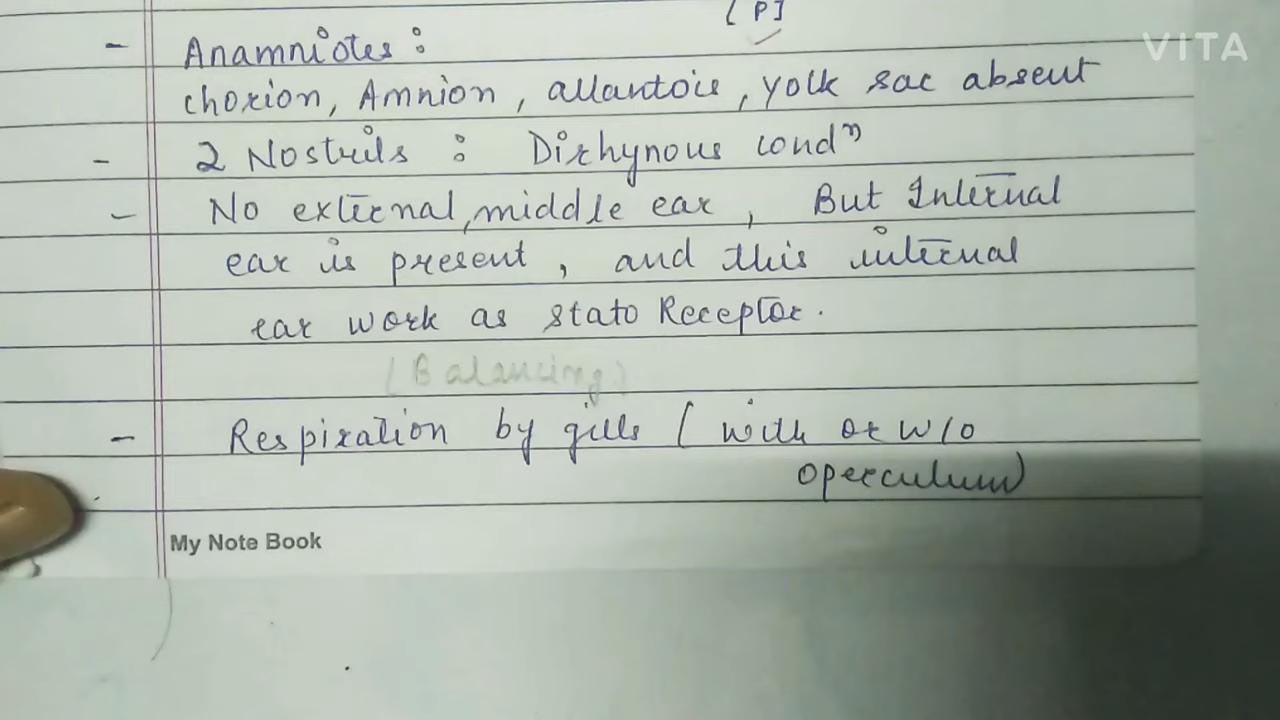 [P]
VITA
- Anamniotes :
chorion, Amnion, allantois, yolk sac absent
- 2 Nostrils : Dirhynous condⁿ
- No external, middle ear, But Internal
ear is present, and this internal
ear work as stato Receptor.
(Balancing)
- Respiration by gills ( with or w/o
operculum)
My Note Book